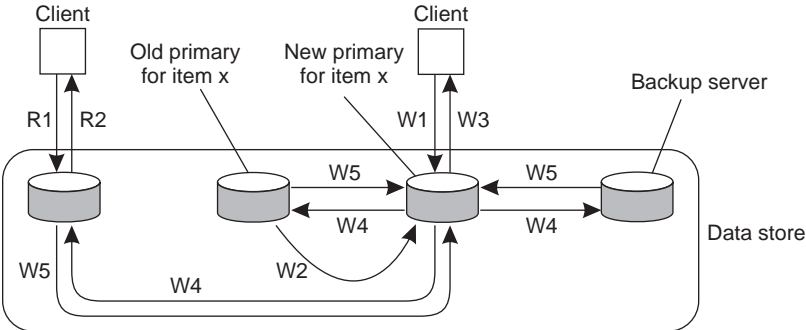 Client
Client
Old primary
for item x
New primary
for item x
Backup server
R1
R2
W1
W3
W5
W5
W4
W4
Data store
W5
W2
W4